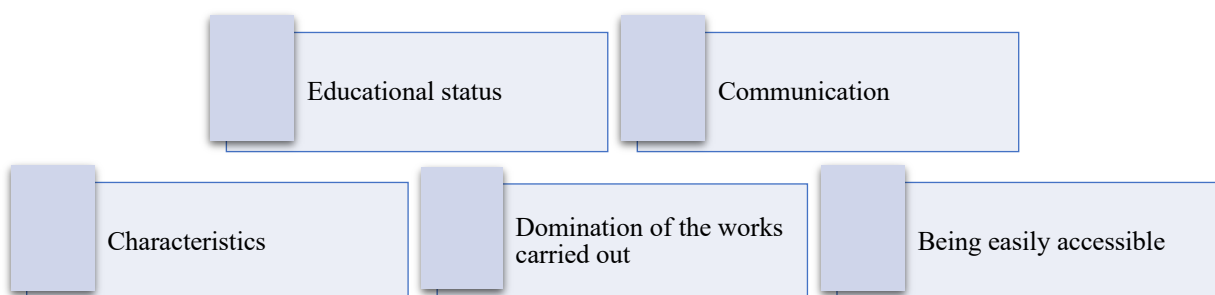 Educational status
Communication
Characteristics
Domination of the works
carried out
Being easily accessible